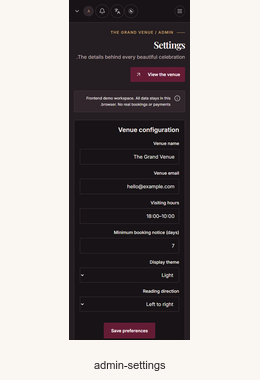 THE GRAND VENUE / ADMIN
Settings
.The details behind every beautiful celebration
View the venue
Frontend demo workspace. All data stays in this
.browser. No real bookings or payments
Venue configuration
Venue name
The Grand Venue
Venue email
hello@example.com
Visiting hours
18:00–10:00
Minimum booking notice (days)
7
Display theme
Light
Reading direction
Left to right
Save preferences
admin-settings